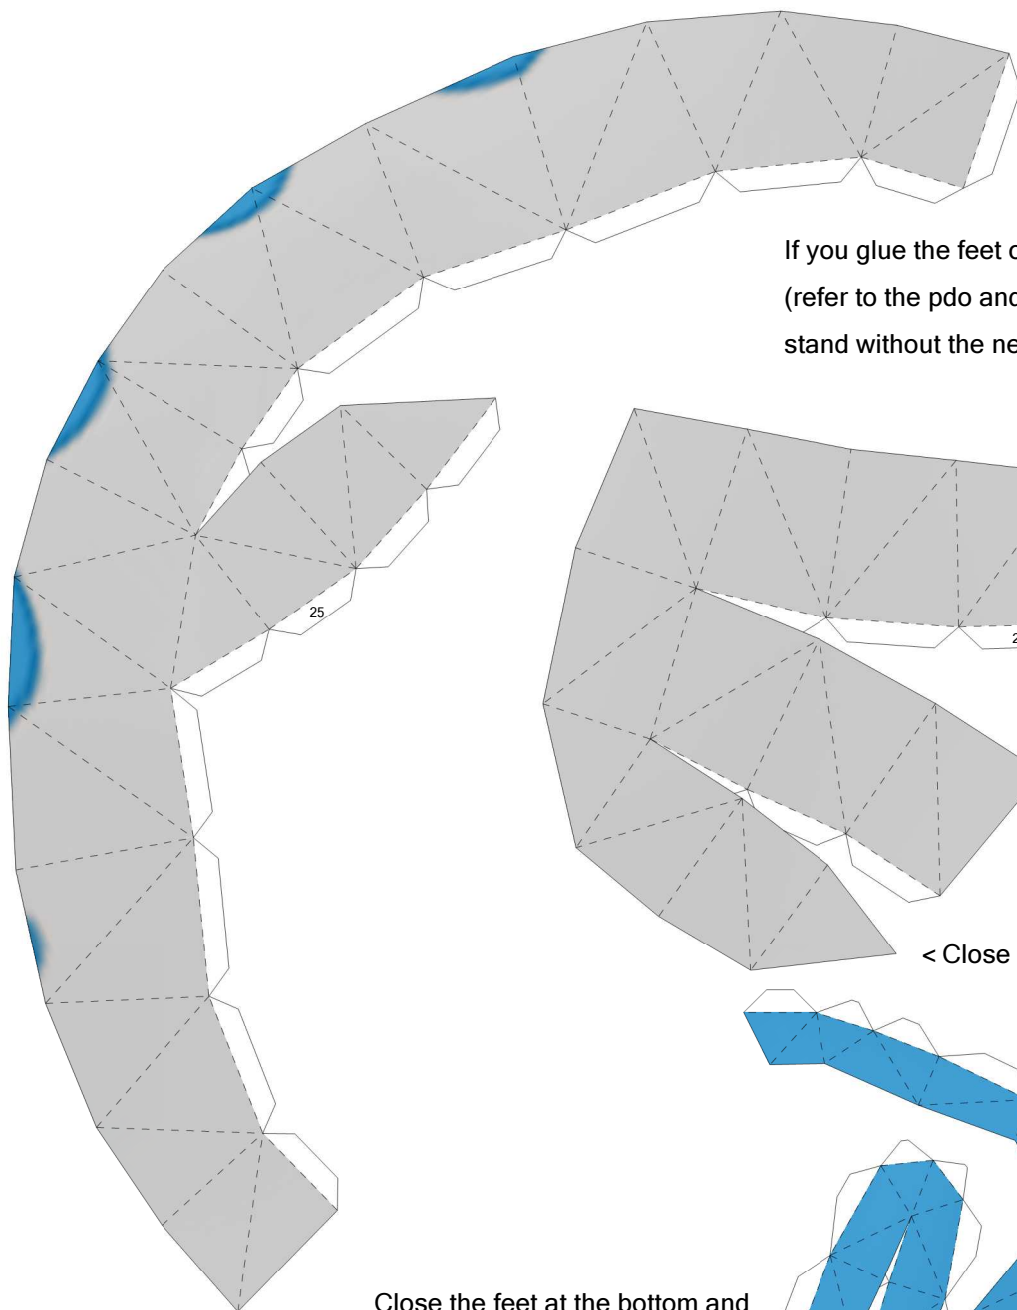 If you glue the feet
(refer to the pdo and
stand without the ne
25
2
< Close
Close the feet at the bottom and